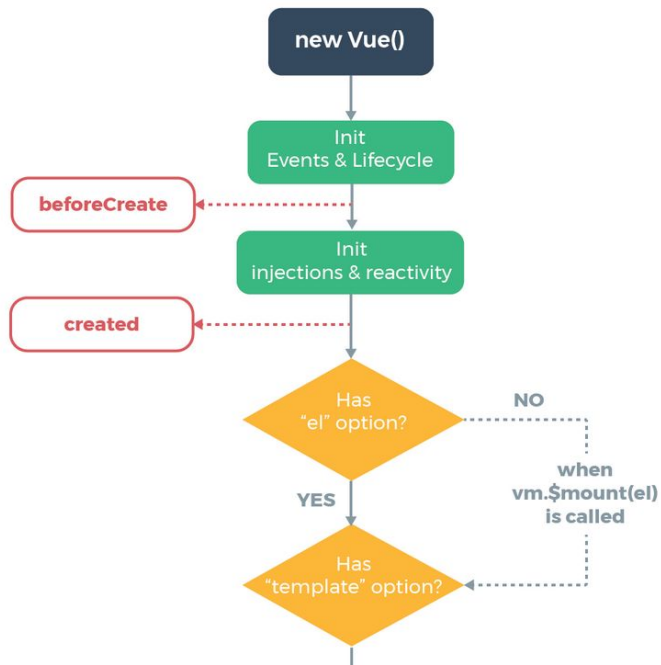 new Vue()
Init
Events & Lifecycle
beforeCreate
Init
injections & reactivity
created
Has
“el” option?
NO
when
vm.$mount(el)
is called
YES
Has
“template” option?